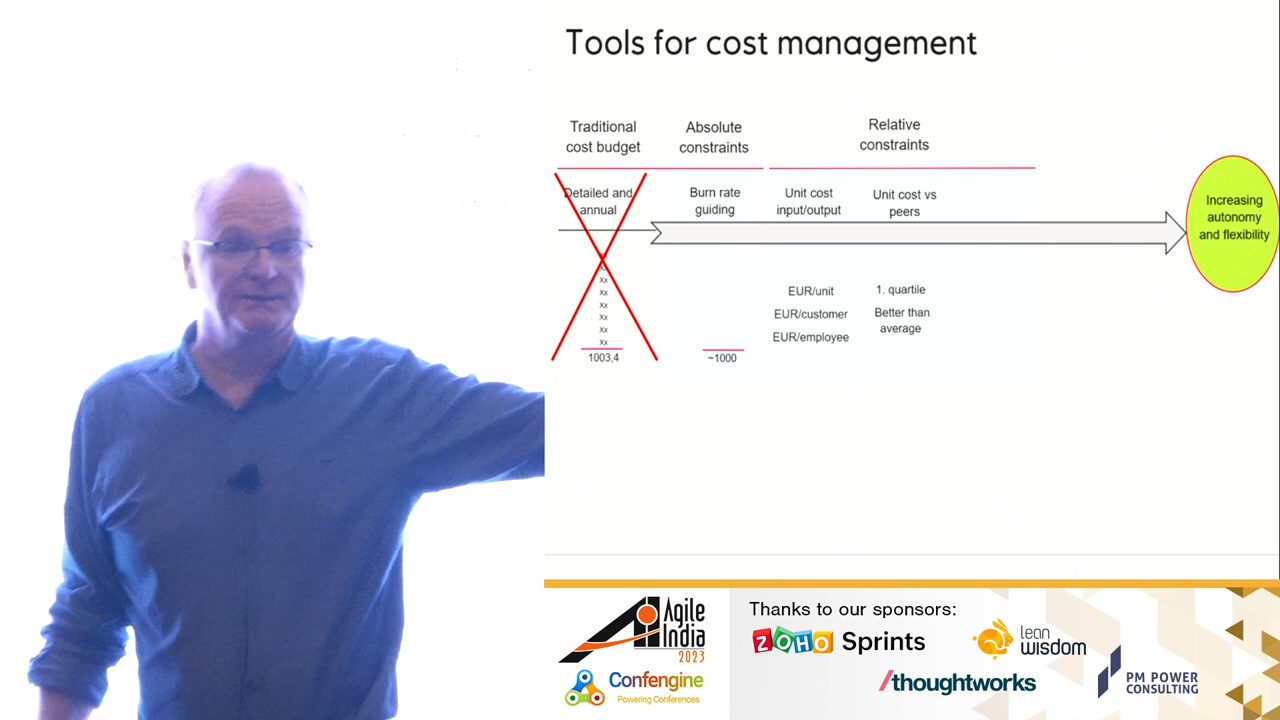 Tools for cost management
Traditional
cost budget
Absolute
constraints
Relative
constraints
Detailed and
annual
Burn rate
guiding
Unit cost
input/output
Unit cost vs
peers
Increasing
autonomy
and flexibility
Xx
Xx
Xx
Xx
Xx
Xx
1003,4
~1000
EUR/unit
EUR/customer
EUR/employee
1. quartile
Better than
average
Agile
India
2023
Confengine
Powering Conferences
Thanks to our sponsors:
ZOHO Sprints
lean
wisdom
/thoughtworks
PM POWER
CONSULTING